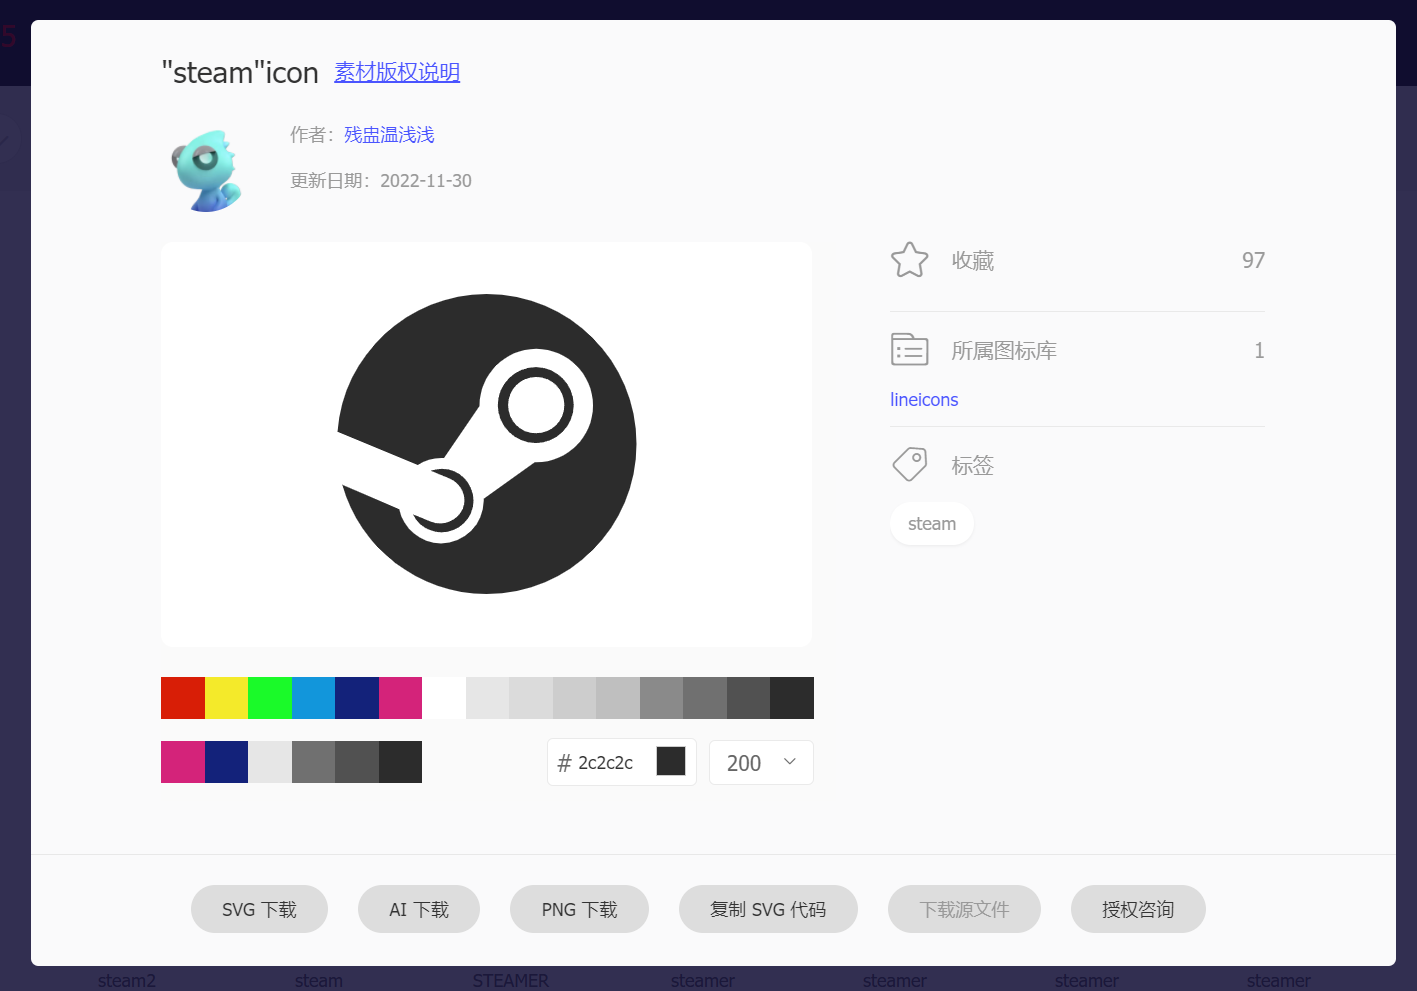 5
"steam"icon 素材版权说明
作者：残蛊温浅浅
更新日期：2022-11-30
收藏 97
所属图标库 1
lineicons
标签
steam
# 2c2c2c 200
SVG 下载 AI 下载 PNG 下载 复制 SVG 代码 下载源文件 授权咨询
steam2 steam STEAMER steamer steamer steamer steamer